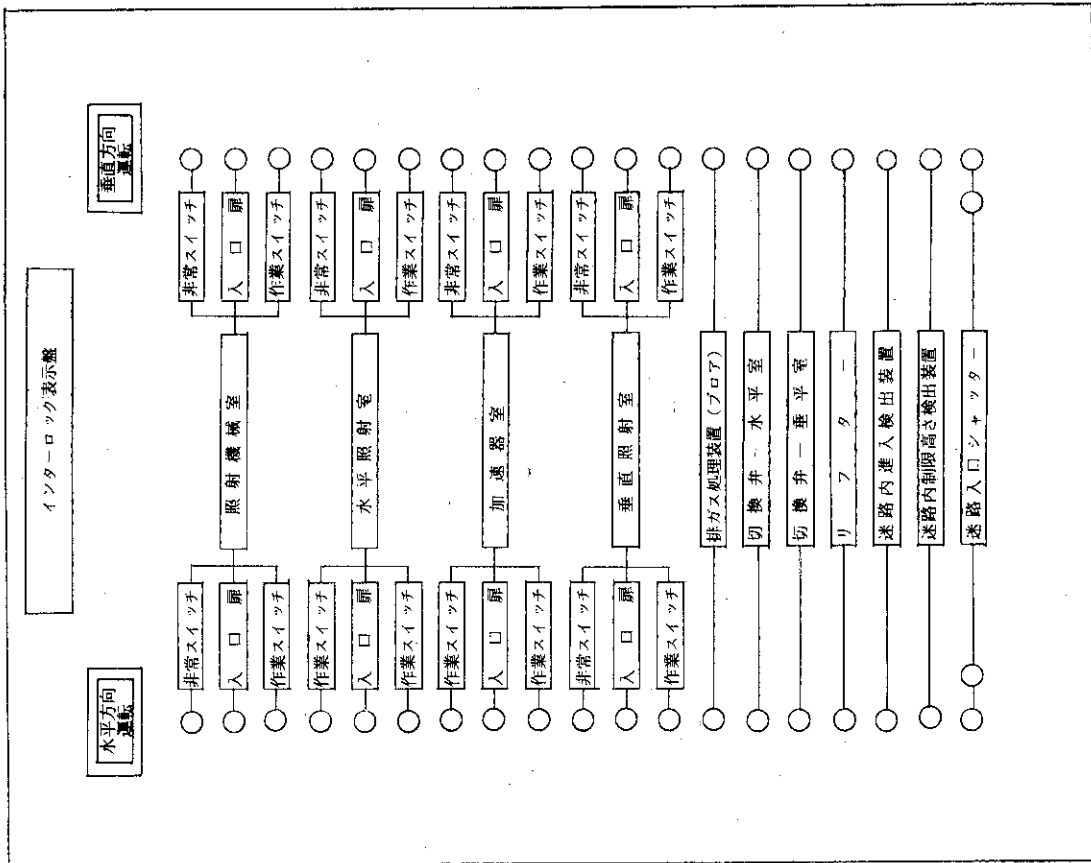 インターロック表示盤
水平方向
運転
垂直方向
運転
非常スイッチ
入口扉
作業スイッチ
照射機械室
非常スイッチ
入口扉
作業スイッチ
作業スイッチ
入口扉
作業スイッチ
水平照射室
非常スイッチ
入口扉
作業スイッチ
作業スイッチ
入口扉
作業スイッチ
加速器室
非常スイッチ
入口扉
作業スイッチ
非常スイッチ
入口扉
作業スイッチ
垂直照射室
非常スイッチ
入口扉
作業スイッチ
排ガス処理装置(ブロア)
切換弁-水平室
切換弁-垂平室
リフター
迷路内進入検出装置
迷路内制限高さ検出装置
迷路入口シャッター